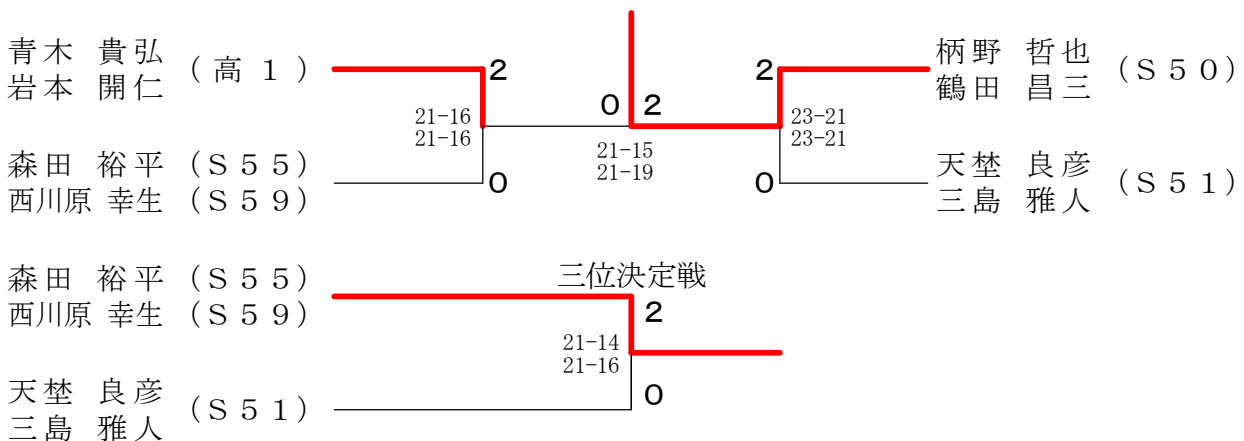 青木 貴弘
岩本 開仁
(高1)
2
21-16
21-16
森田 裕平 (S55)
西川原 幸生 (S59)
0
0 2
21-15
21-19
2
柄野 哲也
鶴田 昌三
(S50)
23-21
23-21
0
天埜 良彦
三島 雅人
(S51)
三位決定戦
森田 裕平 (S55)
西川原 幸生 (S59)
2
21-14
21-16
天埜 良彦
三島 雅人
(S51)
0